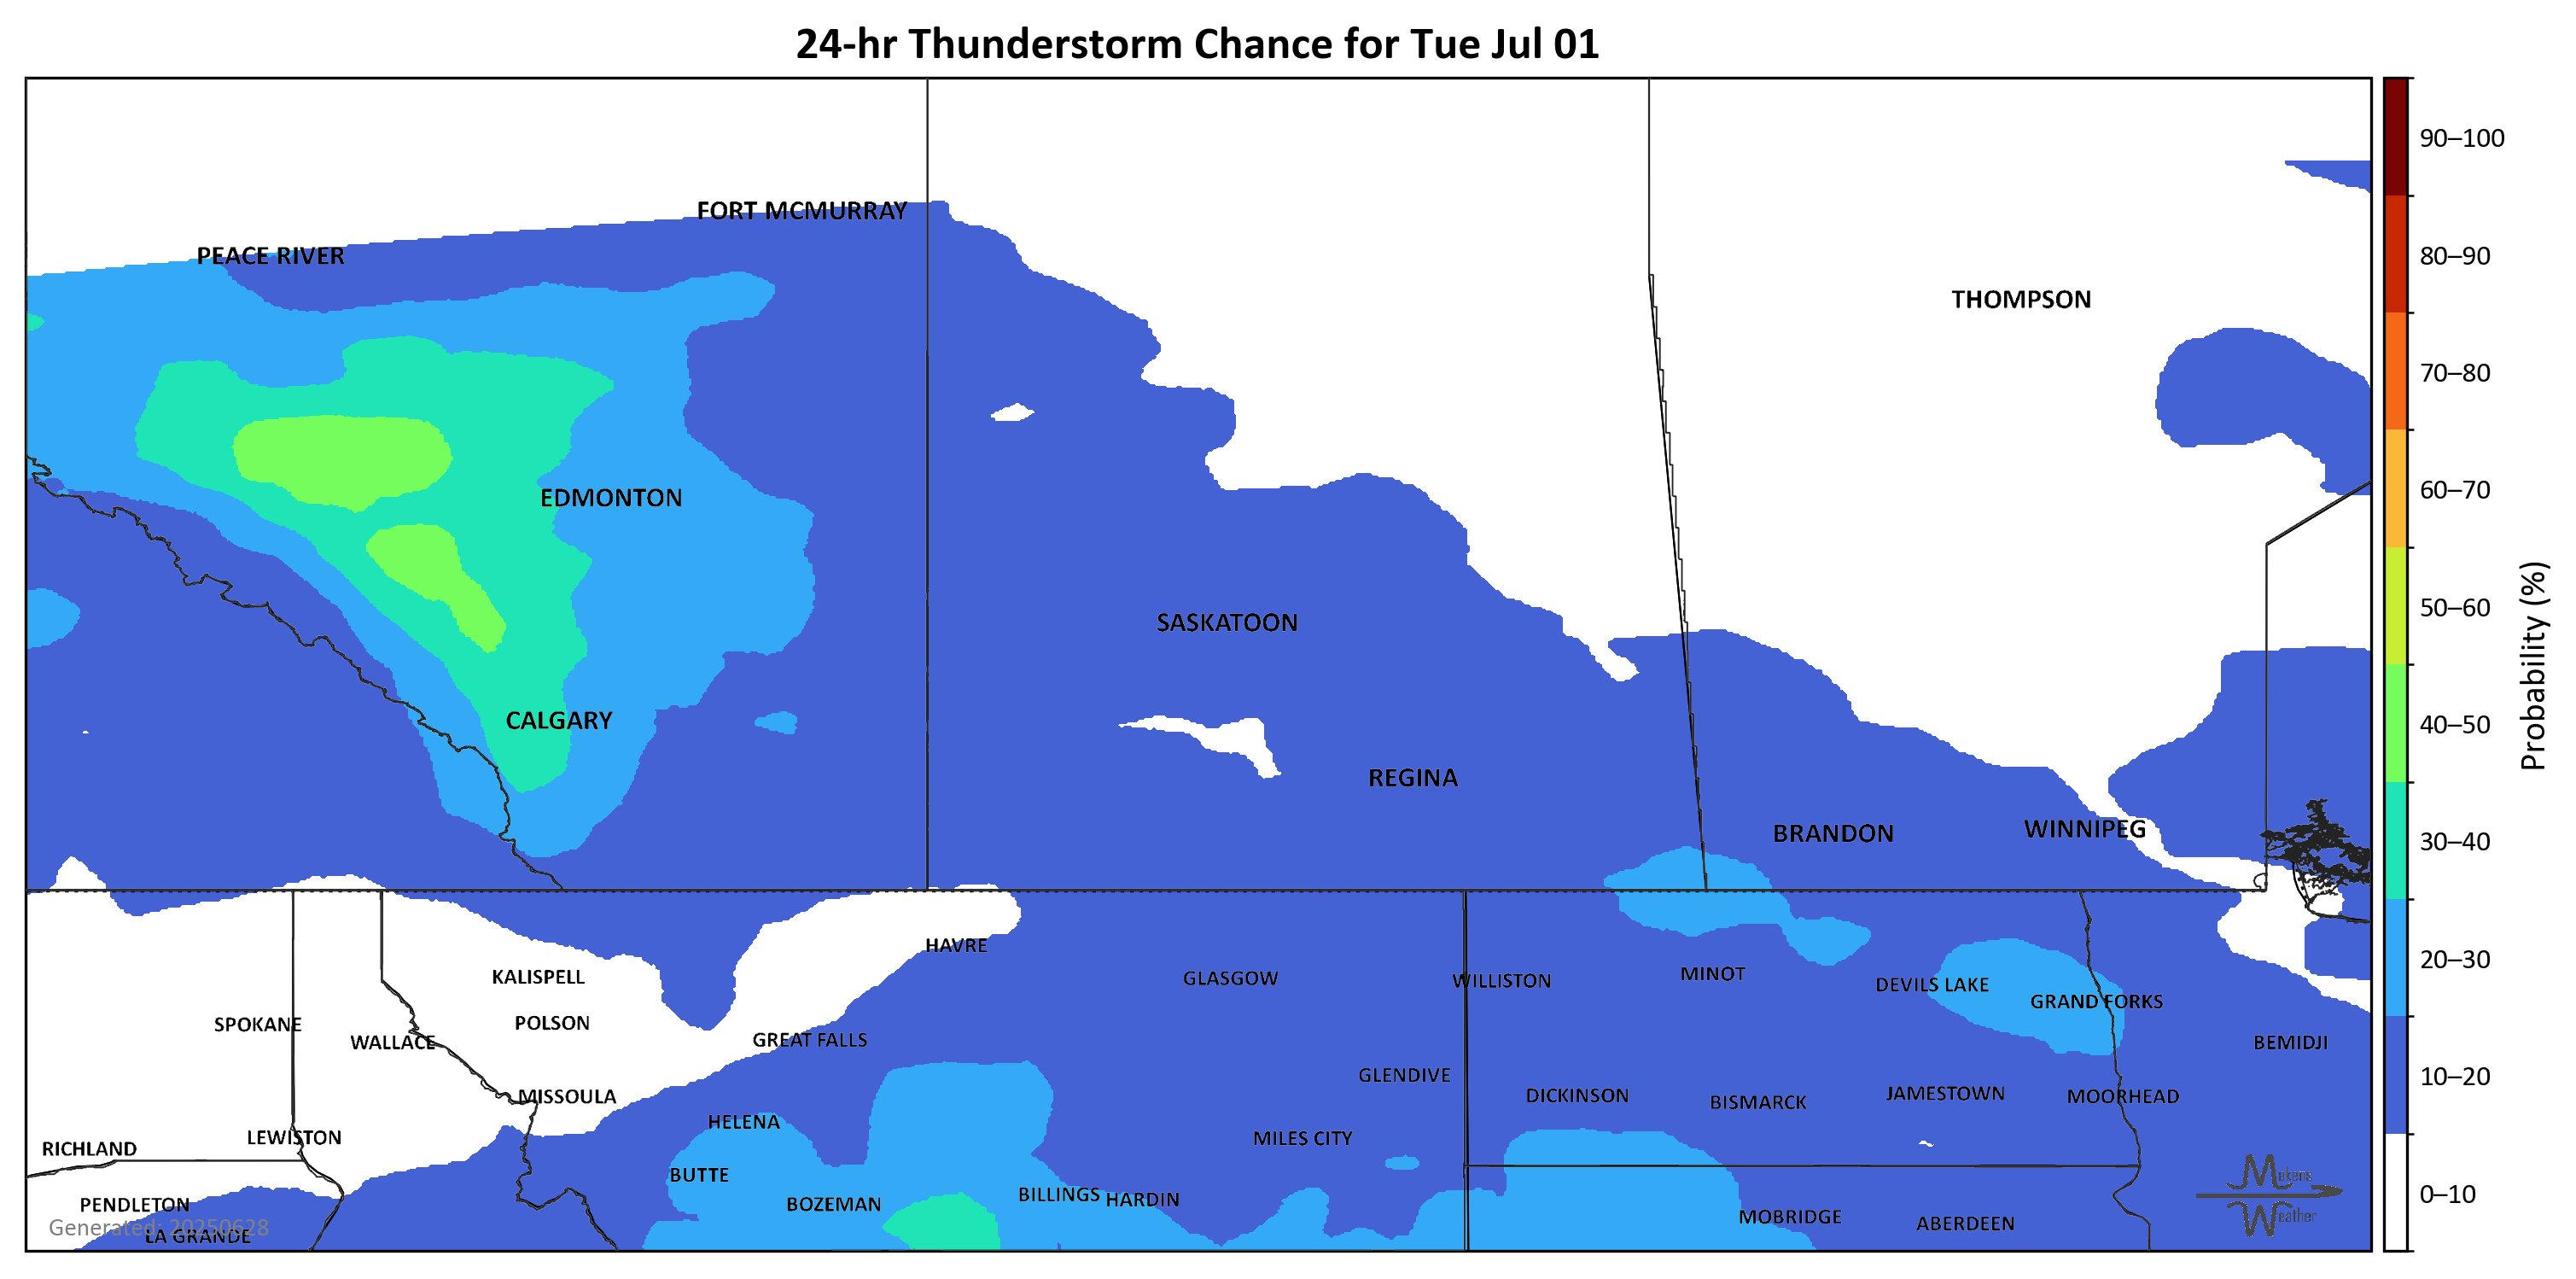 24-hr Thunderstorm Chance for Tue Jul 01
90–100
FORT MCMURRAY
PEACE RIVER
80–90
THOMPSON
70–80
60–70
EDMONTON
50–60
SASKATOON
Probability (%)
CALGARY
40–50
REGINA
BRANDON
WINNIPEG
30–40
HAVRE
20–30
KALISPELL
GLASGOW
WILLISTON
MINOT
DEVILS LAKE
GRAND FORKS
SPOKANE
POLSON
WALLACE
GREAT FALLS
BEMIDJI
GLENDIVE
10–20
MISSOULA
DICKINSON
BISMARCK
JAMESTOWN
MOORHEAD
HELENA
LEWISTON
MILES CITY
RICHLAND
BUTTE
Makens
0–10
PENDLETON
BOZEMAN
BILLINGS
HARDIN
MOBRIDGE
ABERDEEN
Weather
Generated: 20250628
LA GRANDE